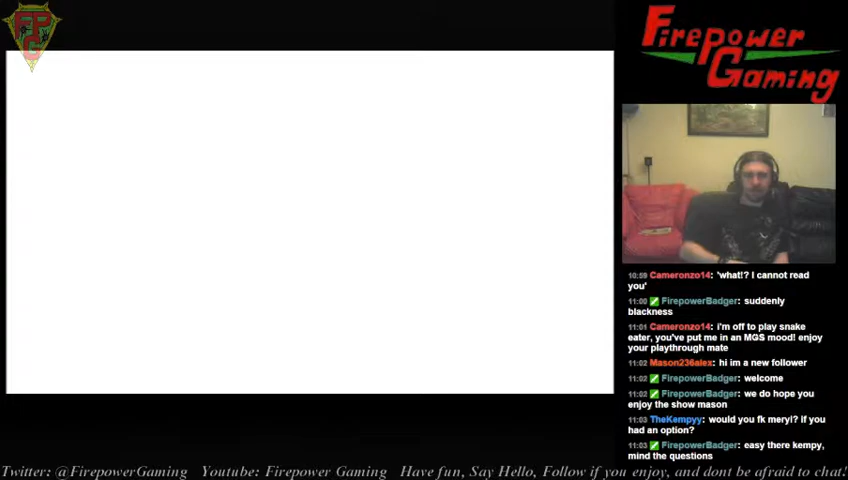 FPG
Firepower
Gaming
10:59 Cameronzo14: 'what!? I cannot read
you'
11:00 FirepowerBadger: suddenly
blackness
11:01 Cameronzo14: i'm off to play snake
eater, you've put me in an MGS mood! enjoy
your playthrough mate
11:02 Mason236alex: hi im a new follower
11:02 FirepowerBadger: welcome
11:02 FirepowerBadger: we do hope you
enjoy the show mason
11:03 TheKempyy: would you fk meryl? if you
had an option?
11:03 FirepowerBadger: easy there kempy,
mind the questions
Twitter: @FirepowerGaming Youtube: Firepower Gaming Have fun, Say Hello, Follow if you enjoy, and dont be afraid to chat!